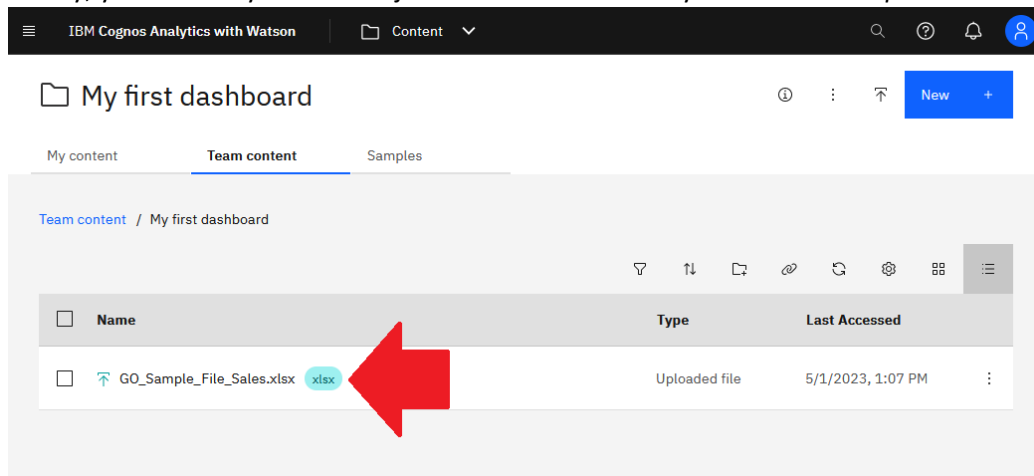 IBM Cognos Analytics with Watson Content
My first dashboard
New +
My content Team content Samples
Team content / My first dashboard
Name Type Last Accessed
GO_Sample_File_Sales.xlsx xlsx Uploaded file 5/1/2023, 1:07 PM